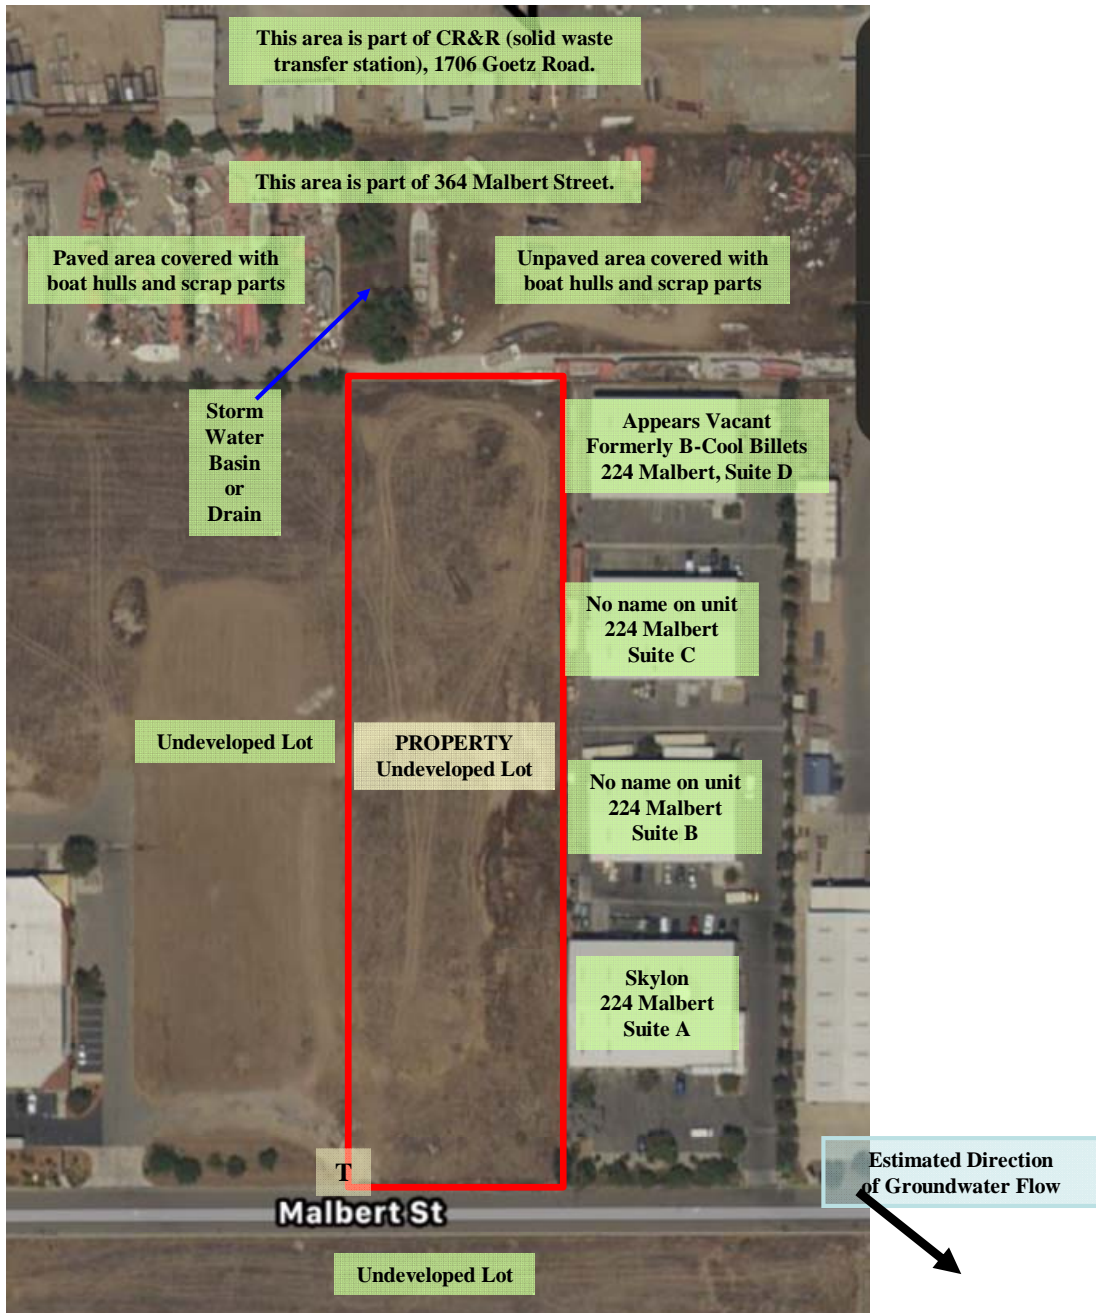 This area is part of CR&R (solid waste
transfer station), 1706 Goetz Road.
This area is part of 364 Malbert Street.
Paved area covered with
boat hulls and scrap parts
Unpaved area covered with
boat hulls and scrap parts
Storm
Water
Basin
or
Drain
Appears Vacant
Formerly B-Cool Billets
224 Malbert, Suite D
No name on unit
224 Malbert
Suite C
Undeveloped Lot
PROPERTY
Undeveloped Lot
No name on unit
224 Malbert
Suite B
Skylon
224 Malbert
Suite A
T
Malbert St
Estimated Direction
of Groundwater Flow
Undeveloped Lot